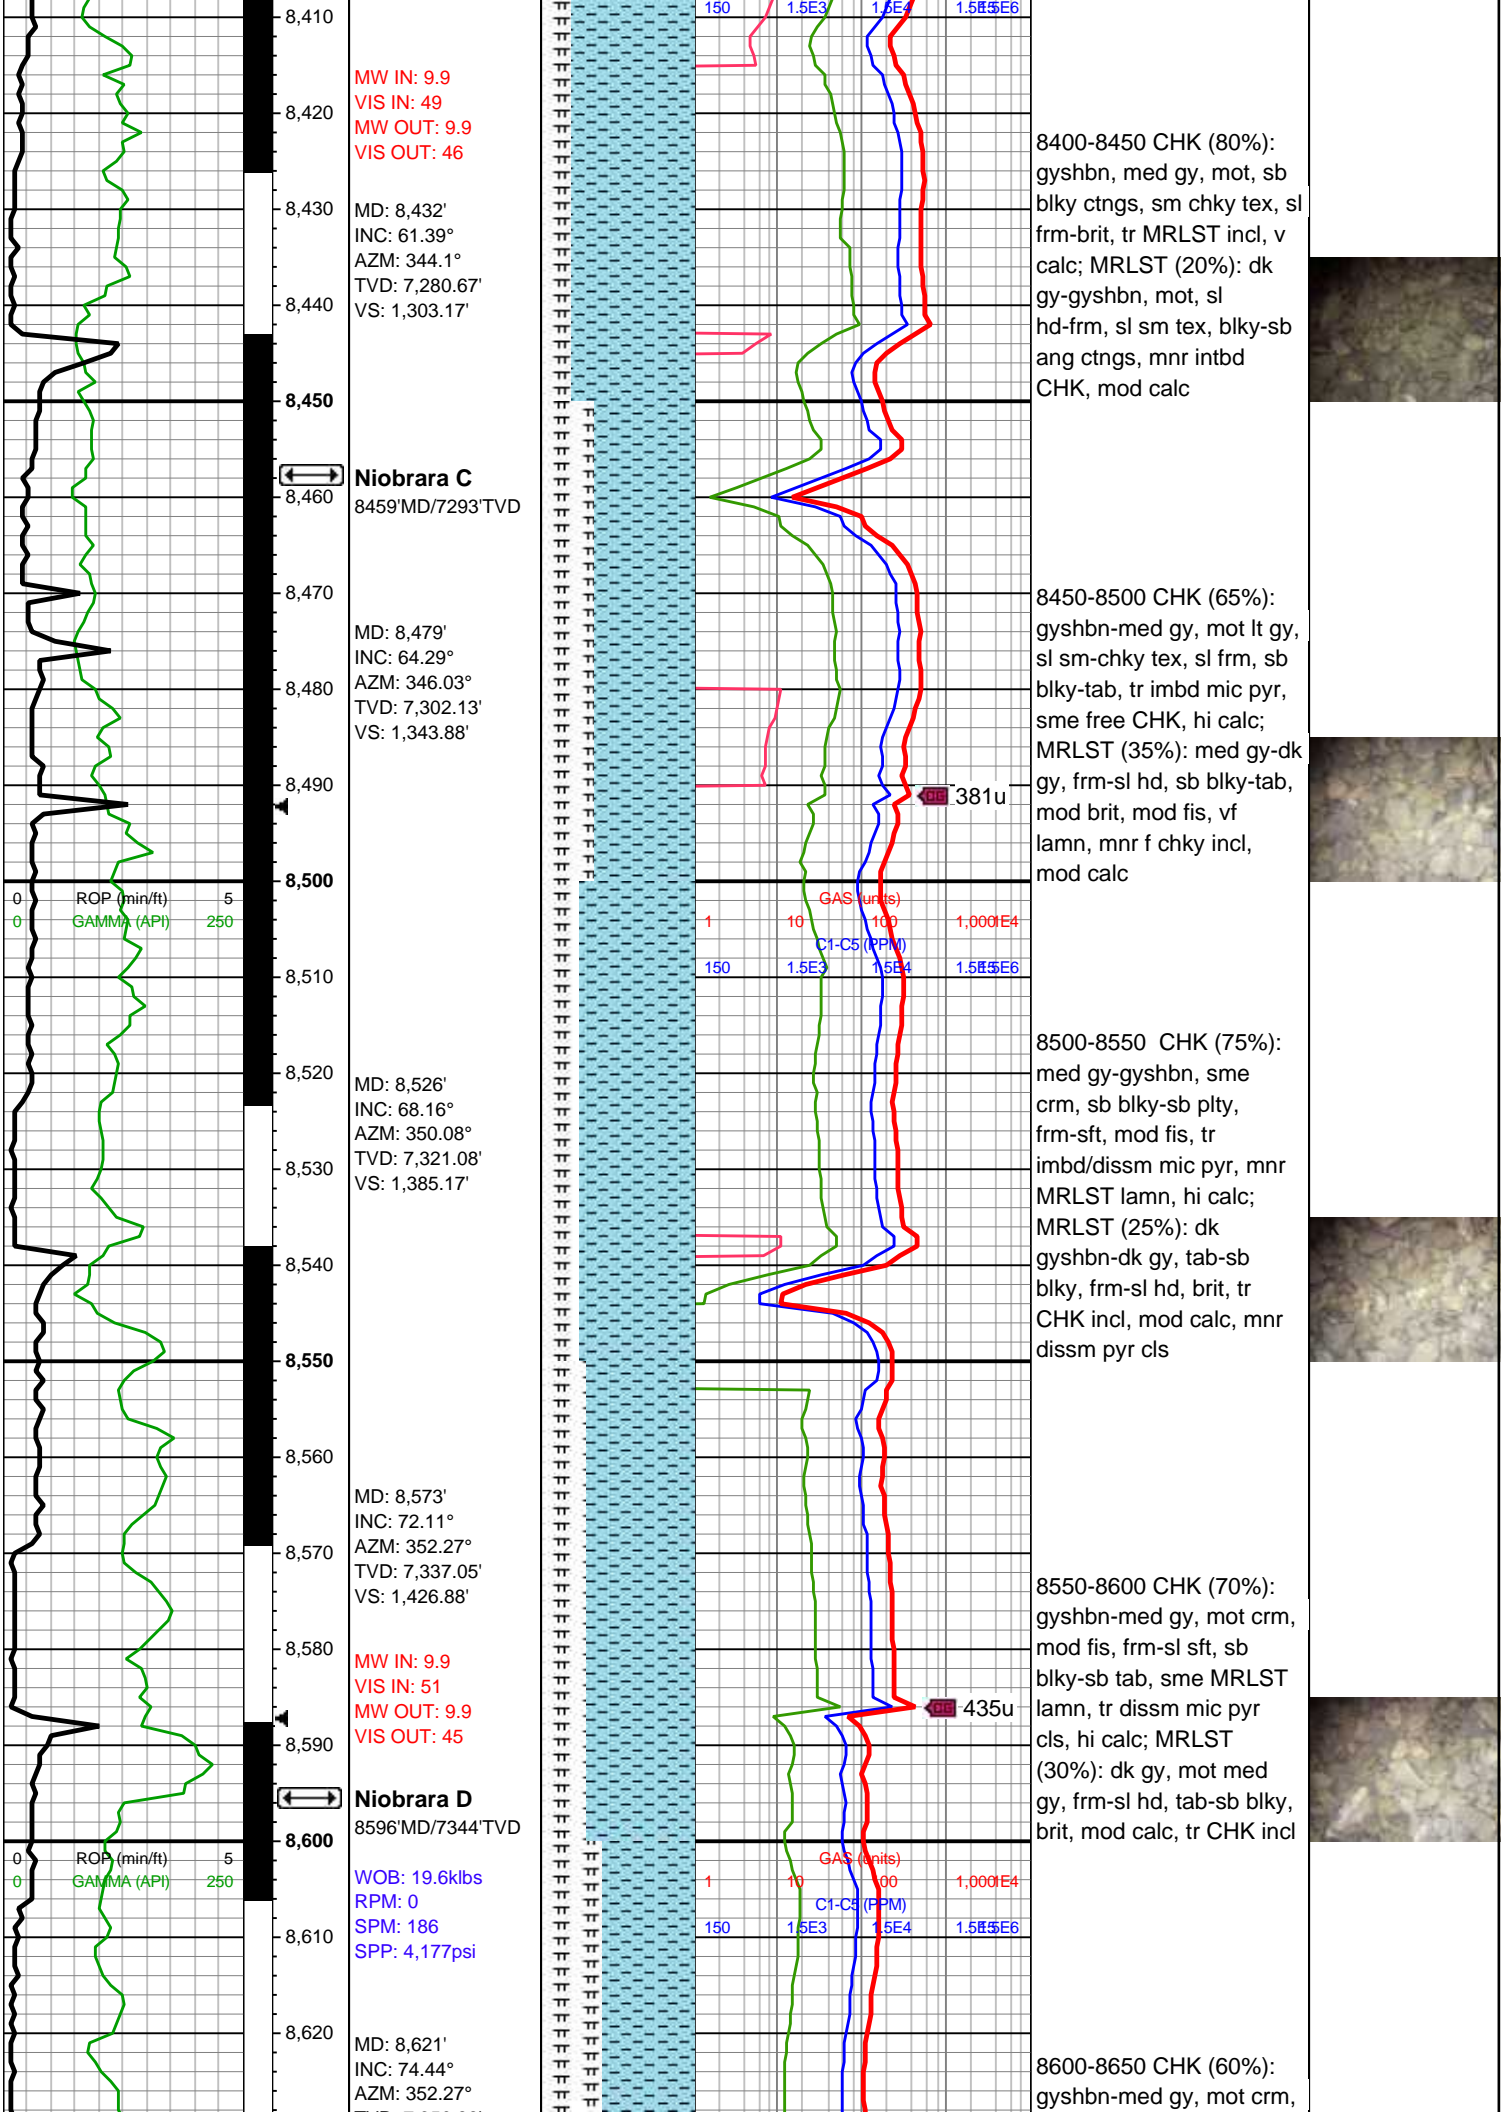 150 1.5E3 1.5E4 1.5E5 1.5E6
8,410
MW IN: 9.9
VIS IN: 49
MW OUT: 9.9
VIS OUT: 46
8,420
8400-8450 CHK (80%):
gyshbn, med gy, mot, sb
blky ctngs, sm chky tex, sl
frm-brit, tr MRLST incl, v
calc; MRLST (20%): dk
gy-gyshbn, mot, sl
hd-frm, sl sm tex, blky-sb
ang ctngs, mnr intbd
CHK, mod calc
8,430
MD: 8,432'
INC: 61.39°
AZM: 344.1°
TVD: 7,280.67'
VS: 1,303.17'
8,440
8,450
Niobrara C
8459'MD/7293'TVD
8,460
8,470
8450-8500 CHK (65%):
gyshbn-med gy, mot lt gy,
sl sm-chky tex, sl frm, sb
blky-tab, tr imbd mic pyr,
sme free CHK, hi calc;
MRLST (35%): med gy-dk
gy, frm-sl hd, sb blky-tab,
mod brit, mod fis, vf
lamn, mnr f chky incl,
mod calc
MD: 8,479'
INC: 64.29°
AZM: 346.03°
TVD: 7,302.13'
VS: 1,343.88'
8,480
8,490
381u
8,500
0 ROP (min/ft) 5
0 GAMMA (API) 250
GAS (units)
1 10 100 1,000 1E4
C1-C5 (PPM)
150 1.5E3 1.5E4 1.5E5 1.5E6
8,510
8,520
8500-8550 CHK (75%):
med gy-gyshbn, sme
crm, sb blky-sb plty,
frm-sft, mod fis, tr
imbd/dissm mic pyr, mnr
MRLST lamn, hi calc;
MRLST (25%): dk
gyshbn-dk gy, tab-sb
blky, frm-sl hd, brit, tr
CHK incl, mod calc, mnr
dissm pyr cls
MD: 8,526'
INC: 68.16°
AZM: 350.08°
TVD: 7,321.08'
VS: 1,385.17'
8,530
8,540
8,550
8,560
MD: 8,573'
INC: 72.11°
AZM: 352.27°
TVD: 7,337.05'
VS: 1,426.88'
8,570
8550-8600 CHK (70%):
gyshbn-med gy, mot crm,
mod fis, frm-sl sft, sb
blky-sb tab, sme MRLST
lamn, tr dissm mic pyr
cls, hi calc; MRLST
(30%): dk gy, mot med
gy, frm-sl hd, tab-sb blky,
brit, mod calc, tr CHK incl
8,580
MW IN: 9.9
VIS IN: 51
MW OUT: 9.9
VIS OUT: 45
435u
8,590
Niobrara D
8596'MD/7344'TVD
8,600
0 ROP (min/ft) 5
0 GAMMA (API) 250
GAS (units)
1 10 100 1,000 1E4
C1-C5 (PPM)
150 1.5E3 1.5E4 1.5E5 1.5E6
WOB: 19.6klbs
RPM: 0
SPM: 186
SPP: 4,177psi
8,610
8,620
MD: 8,621'
INC: 74.44°
AZM: 352.27°
8600-8650 CHK (60%):
gyshbn-med gy, mot crm,